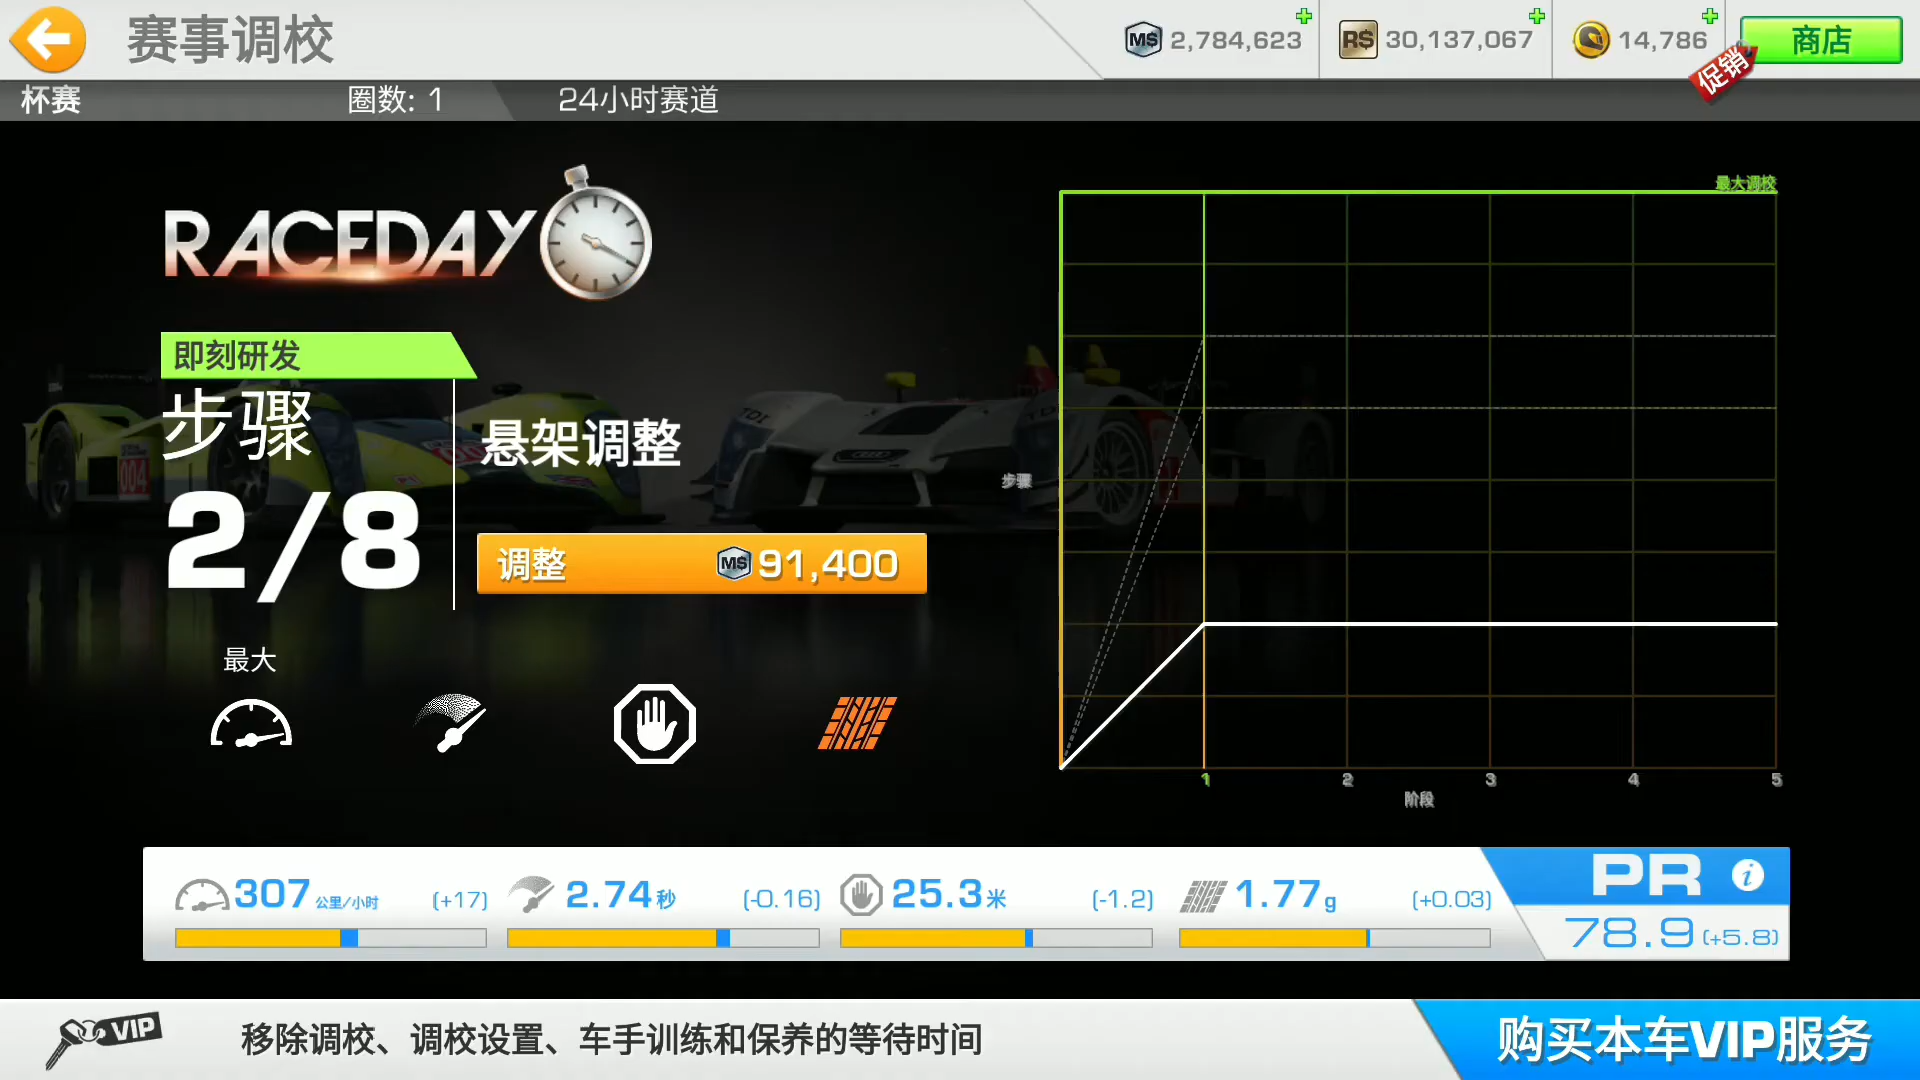 赛事调校
M$ 2,784,623
R$ 30,137,067
14,786
商店
促销
杯赛
圈数: 1
24小时赛道
RACEDAY
即刻研发
步骤
2/8
悬架调整
调整 M$ 91,400
最大
最大调校
步骤
1 2 3 4 5
阶段
TDI
004
307 公里/小时 (+17)
2.74 秒 (-0.16)
25.3 米 (-1.2)
1.77 g (+0.03)
PR i
78.9 (+5.8)
VIP
移除调校、调校设置、车手训练和保养的等待时间
购买本车VIP服务